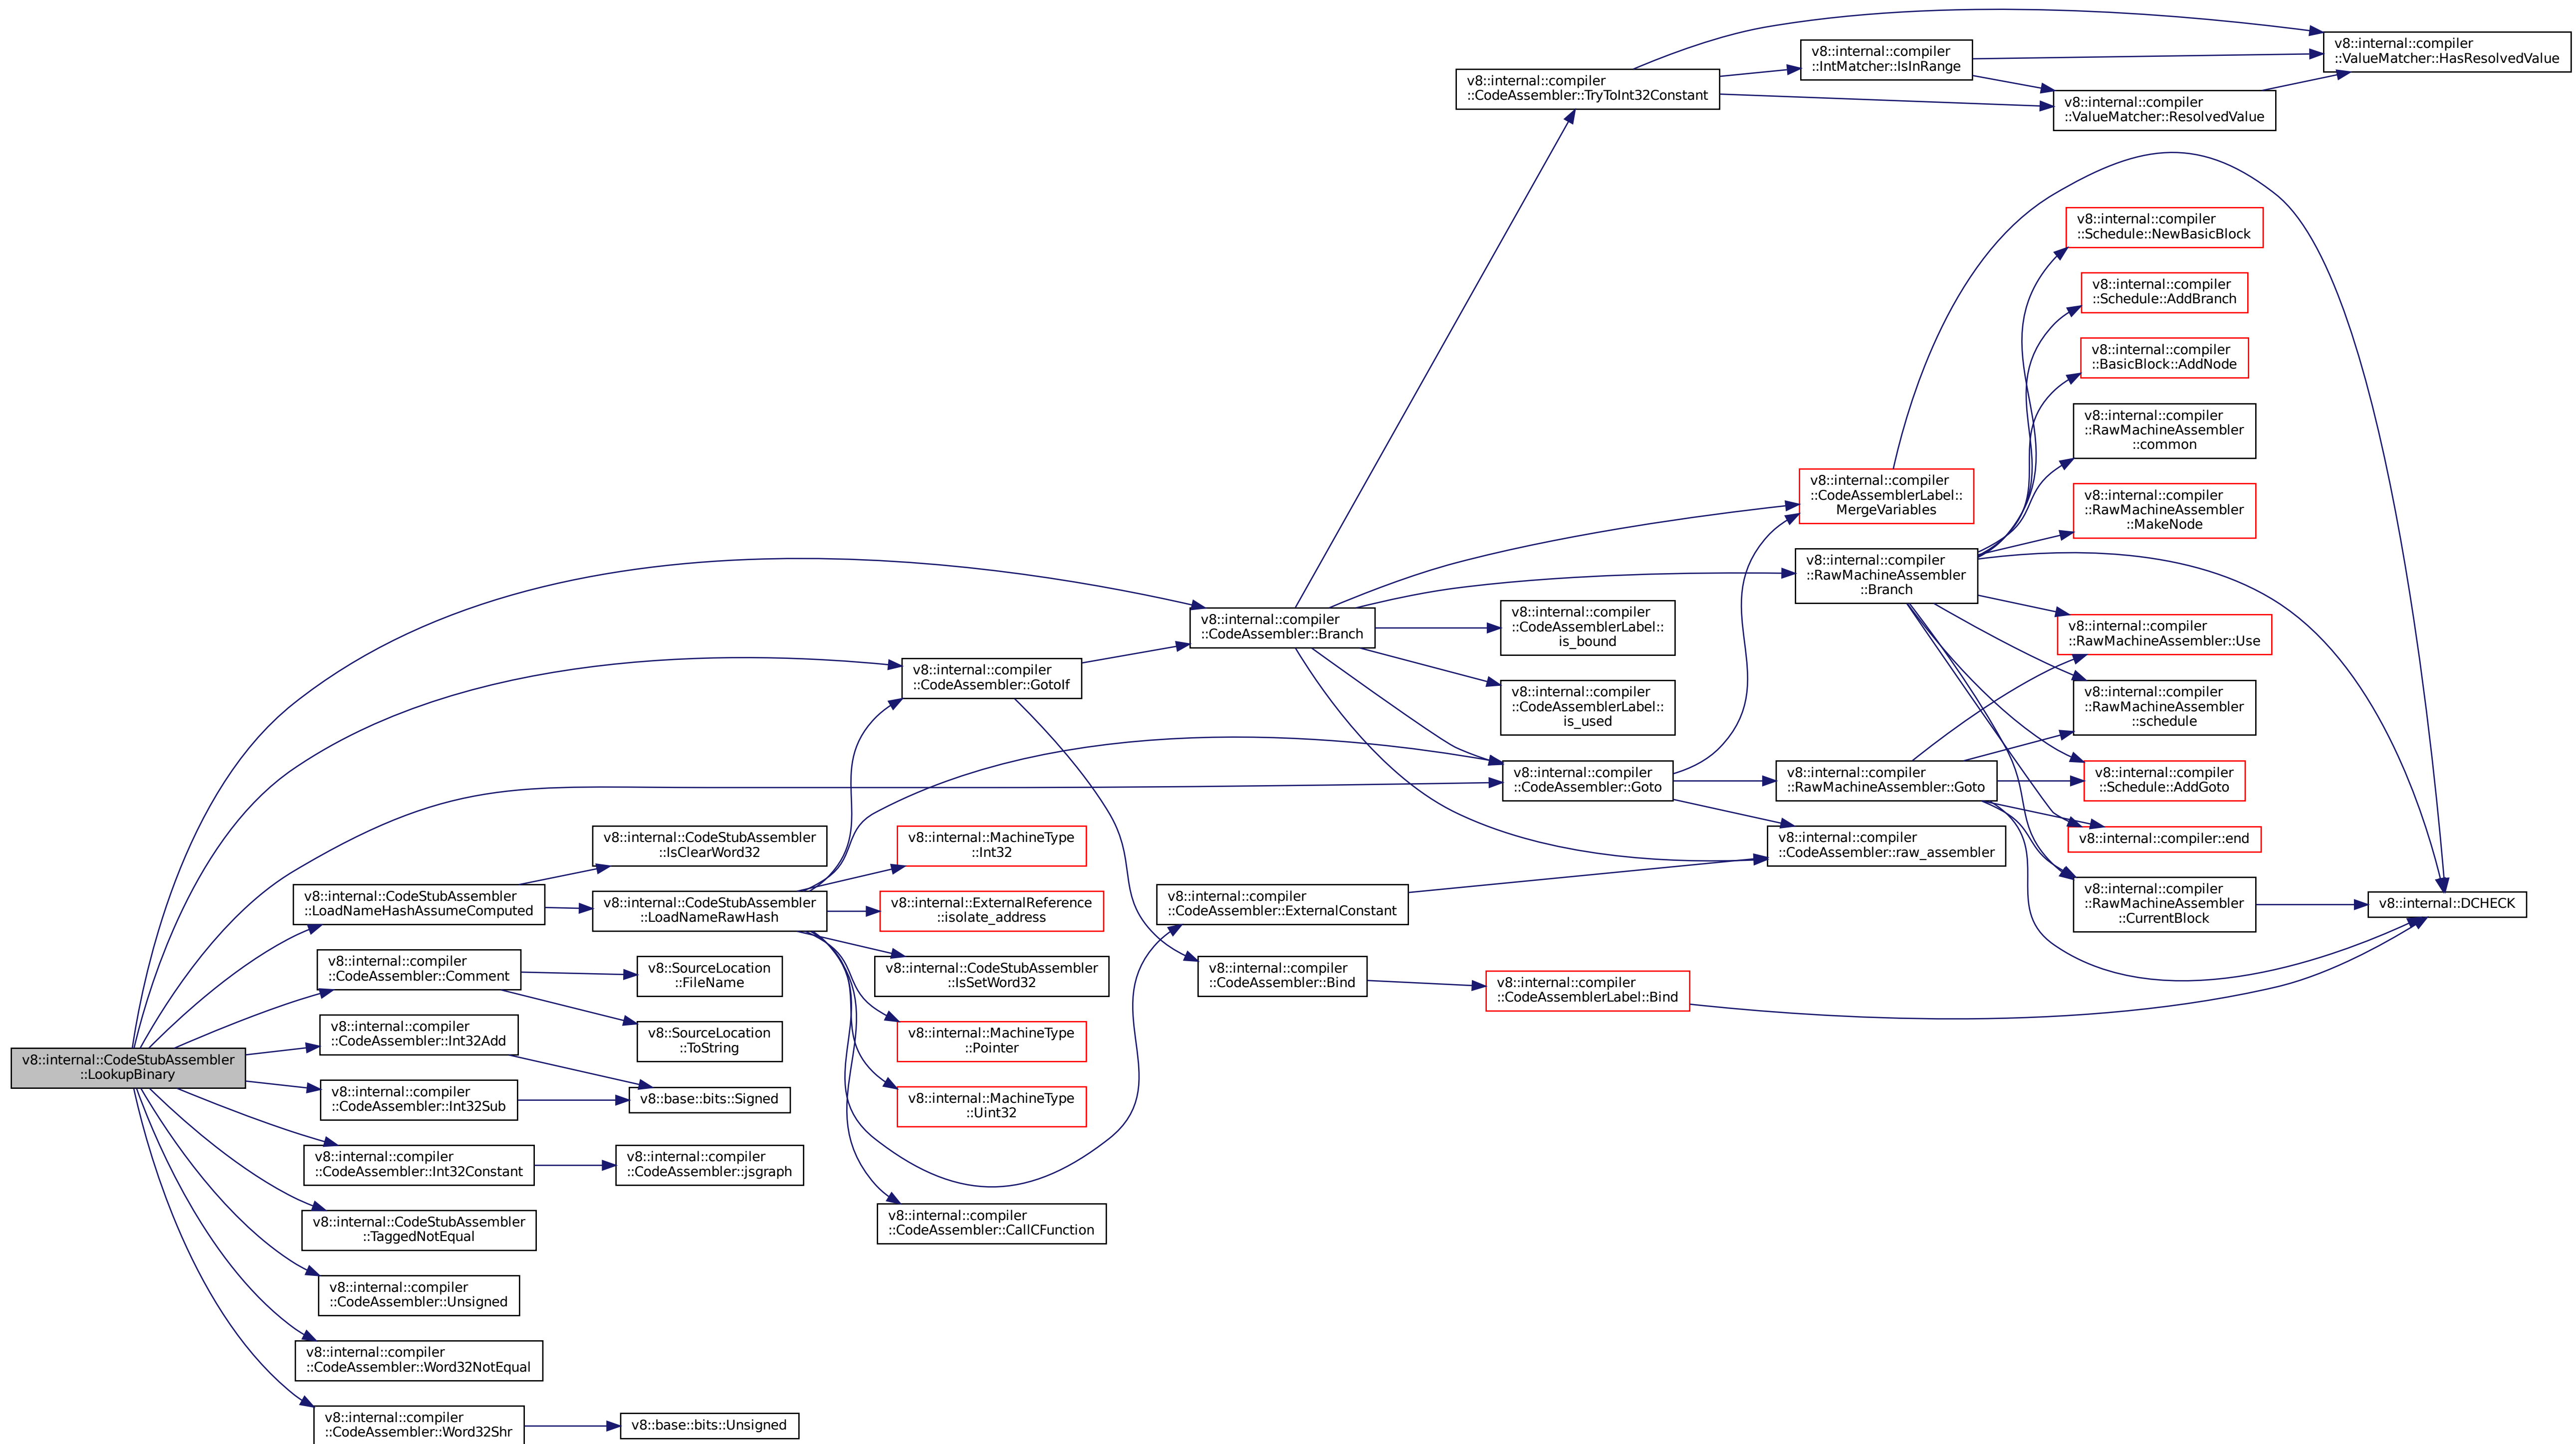 v8::internal::CodeStubAssembler
::LookupBinary
v8::internal::compiler
::CodeAssembler::Branch
v8::internal::compiler
::CodeAssembler::TryToInt32Constant
v8::internal::compiler
::IntMatcher::IsInRange
v8::internal::compiler
::ValueMatcher::HasResolvedValue
v8::internal::compiler
::ValueMatcher::ResolvedValue
v8::internal::compiler
::CodeAssemblerLabel::
MergeVariables
v8::internal::compiler
::RawMachineAssembler
::Branch
v8::internal::compiler
::Schedule::NewBasicBlock
v8::internal::compiler
::Schedule::AddBranch
v8::internal::compiler
::BasicBlock::AddNode
v8::internal::compiler
::RawMachineAssembler
::common
v8::internal::compiler
::RawMachineAssembler
::MakeNode
v8::internal::compiler
::RawMachineAssembler::Use
v8::internal::compiler
::RawMachineAssembler
::schedule
v8::internal::compiler
::Schedule::AddGoto
v8::internal::compiler::end
v8::internal::compiler
::RawMachineAssembler
::CurrentBlock
v8::internal::DCHECK
v8::internal::compiler
::CodeAssemblerLabel::
is_bound
v8::internal::compiler
::CodeAssemblerLabel::
is_used
v8::internal::compiler
::CodeAssembler::GotoIf
v8::internal::compiler
::CodeAssembler::Goto
v8::internal::compiler
::RawMachineAssembler::Goto
v8::internal::compiler
::CodeAssembler::raw_assembler
v8::internal::CodeStubAssembler
::IsClearWord32
v8::internal::MachineType
::Int32
v8::internal::CodeStubAssembler
::LoadNameHashAssumeComputed
v8::internal::CodeStubAssembler
::LoadNameRawHash
v8::internal::ExternalReference
::isolate_address
v8::internal::compiler
::CodeAssembler::ExternalConstant
v8::internal::compiler
::CodeAssembler::Comment
v8::SourceLocation
::FileName
v8::internal::CodeStubAssembler
::IsSetWord32
v8::internal::compiler
::CodeAssembler::Bind
v8::internal::compiler
::CodeAssemblerLabel::Bind
v8::SourceLocation
::ToString
v8::internal::MachineType
::Pointer
v8::internal::compiler
::CodeAssembler::Int32Add
v8::internal::compiler
::CodeAssembler::Int32Sub
v8::base::bits::Signed
v8::internal::MachineType
::Uint32
v8::internal::compiler
::CodeAssembler::Int32Constant
v8::internal::compiler
::CodeAssembler::jsgraph
v8::internal::CodeStubAssembler
::TaggedNotEqual
v8::internal::compiler
::CodeAssembler::CallCFunction
v8::internal::compiler
::CodeAssembler::Unsigned
v8::internal::compiler
::CodeAssembler::Word32NotEqual
v8::internal::compiler
::CodeAssembler::Word32Shr
v8::base::bits::Unsigned